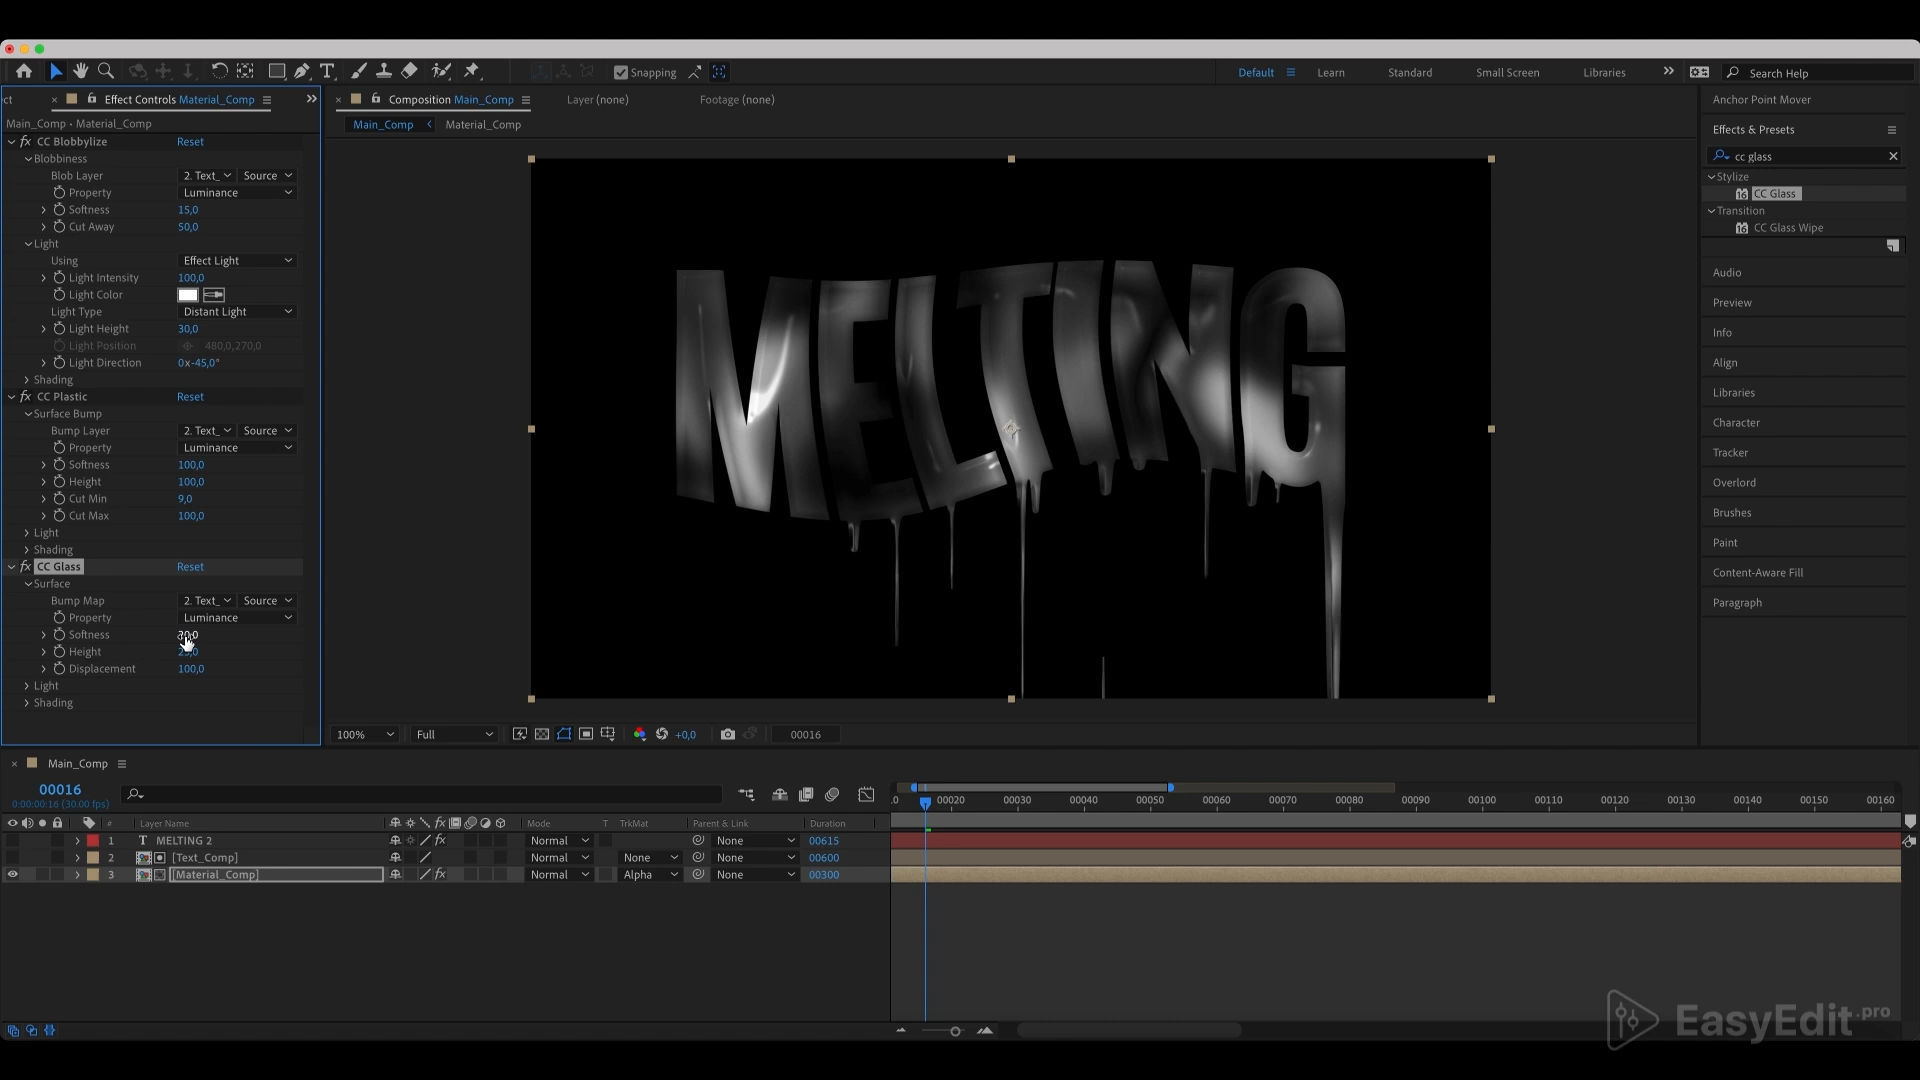 Snapping
Default
Learn
Standard
Small Screen
Libraries
Search Help
ct
Effect Controls Material_Comp
Main_Comp • Material_Comp
fx CC Blobbylize Reset
Blobbiness
Blob Layer 2. Text_ Source
Property Luminance
Softness 15,0
Cut Away 50,0
Light
Using Effect Light
Light Intensity 100,0
Light Color
Light Type Distant Light
Light Height 30,0
Light Position 480,0,270,0
Light Direction 0x-45,0°
Shading
fx CC Plastic Reset
Surface Bump
Bump Layer 2. Text_ Source
Property Luminance
Softness 100,0
Height 100,0
Cut Min 9,0
Cut Max 100,0
Light
Shading
fx CC Glass Reset
Surface
Bump Map 2. Text_ Source
Property Luminance
Softness
Height
Displacement 100,0
Light
Shading
Composition Main_Comp
Layer (none)
Footage (none)
Main_Comp
Material_Comp
MELTING
100%
Full
+0,0
00016
Anchor Point Mover
Effects & Presets
cc glass
Stylize
CC Glass
Transition
CC Glass Wipe
Audio
Preview
Info
Align
Libraries
Character
Tracker
Overlord
Brushes
Paint
Content-Aware Fill
Paragraph
Main_Comp
00016
0:00:00:16 (30.00 fps)
# Layer Name fx Mode T TrkMat Parent & Link Duration
1 T MELTING 2 fx Normal None 00615
2 [Text_Comp] Normal None None 00600
3 [Material_Comp] fx Normal Alpha None 00300
.0 00020 00030 00040 00050 00060 00070 00080 00090 00100 00110 00120 00130 00140 00150 00160
EasyEdit.pro